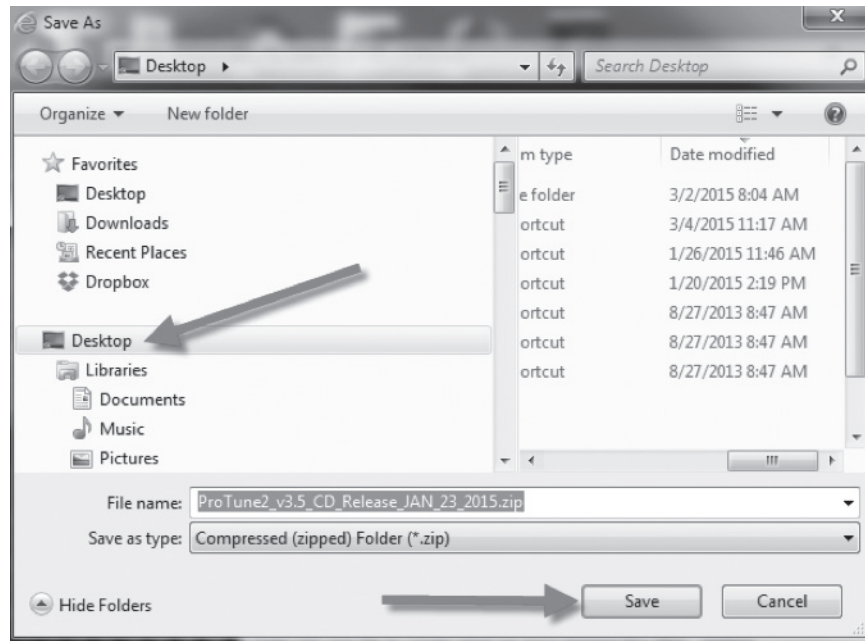 Save As
Desktop
Search Desktop
Organize
New folder
Favorites
Desktop
Downloads
Recent Places
Dropbox
Desktop
Libraries
Documents
Music
Pictures
m type
Date modified
e folder
3/2/2015 8:04 AM
ortcut
3/4/2015 11:17 AM
ortcut
1/26/2015 11:46 AM
ortcut
1/20/2015 2:19 PM
ortcut
8/27/2013 8:47 AM
ortcut
8/27/2013 8:47 AM
ortcut
8/27/2013 8:47 AM
File name: ProTune2_v3.5_CD_Release_JAN_23_2015.zip
Save as type: Compressed (zipped) Folder (*.zip)
Hide Folders
Save
Cancel